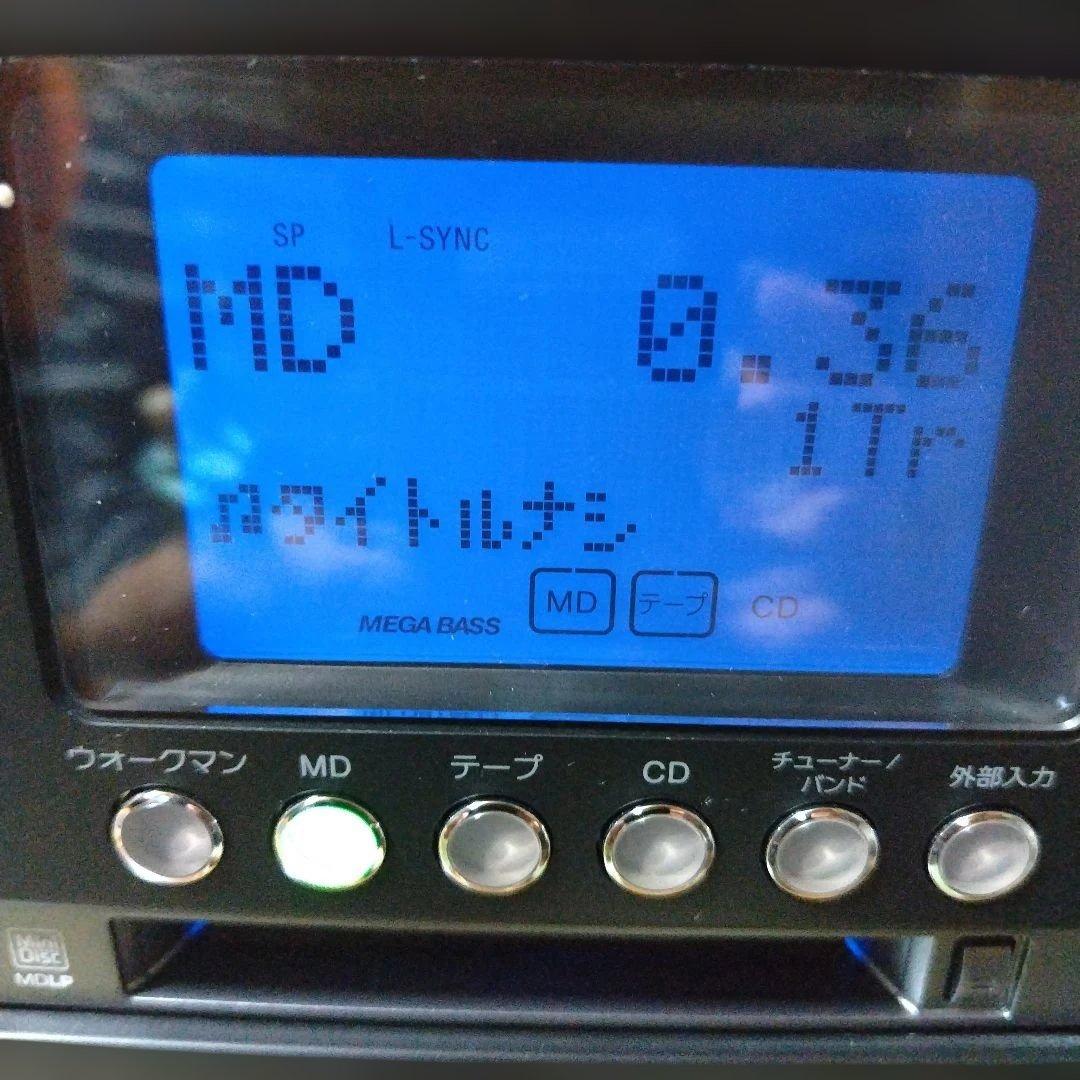 SP L-SYNC
MD 0.36
1Tr
♫タイトルナシ
MEGA BASS MD テープ CD
ウォークマン MD テープ CD チューナー/バンド 外部入力
Mini Disc
MDLP